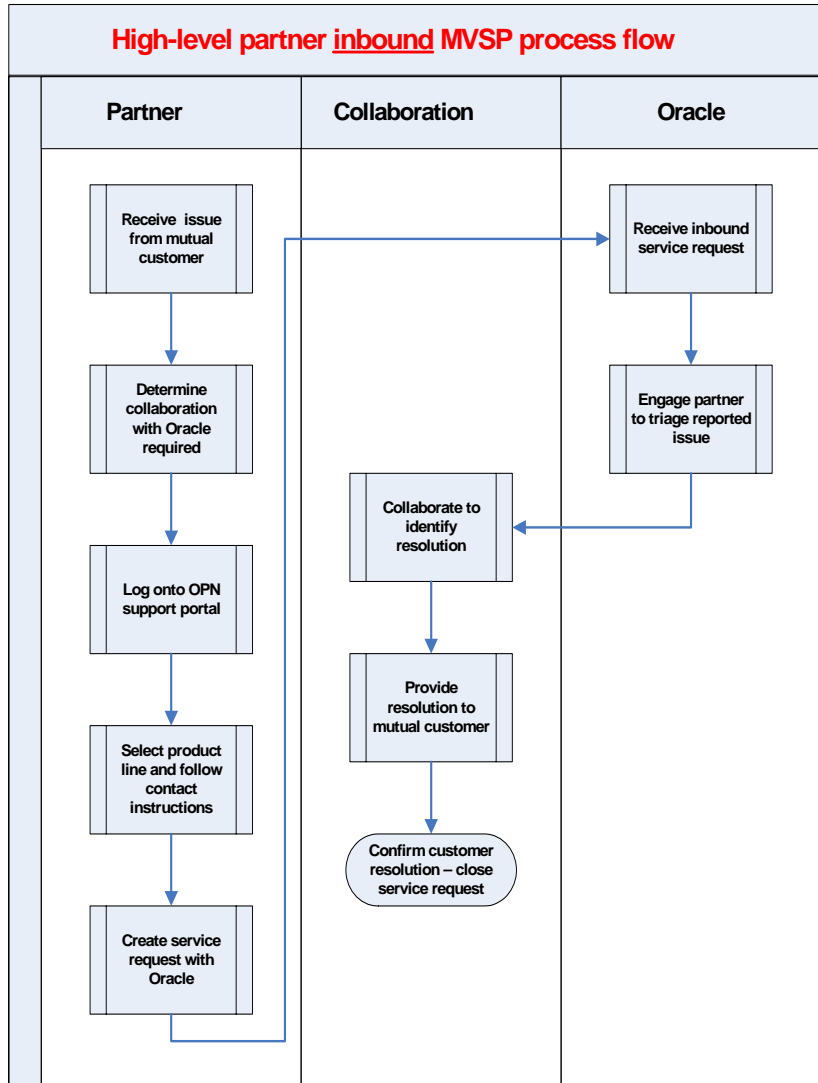 High-level partner inbound MVSP process flow
Partner
Collaboration
Oracle
Receive issue
from mutual
customer
Determine
collaboration
with Oracle
required
Log onto OPN
support portal
Select product
line and follow
contact
instructions
Create service
request with
Oracle
Receive inbound
service request
Engage partner
to triage reported
issue
Collaborate to
identify
resolution
Provide
resolution to
mutual customer
Confirm customer
resolution – close
service request